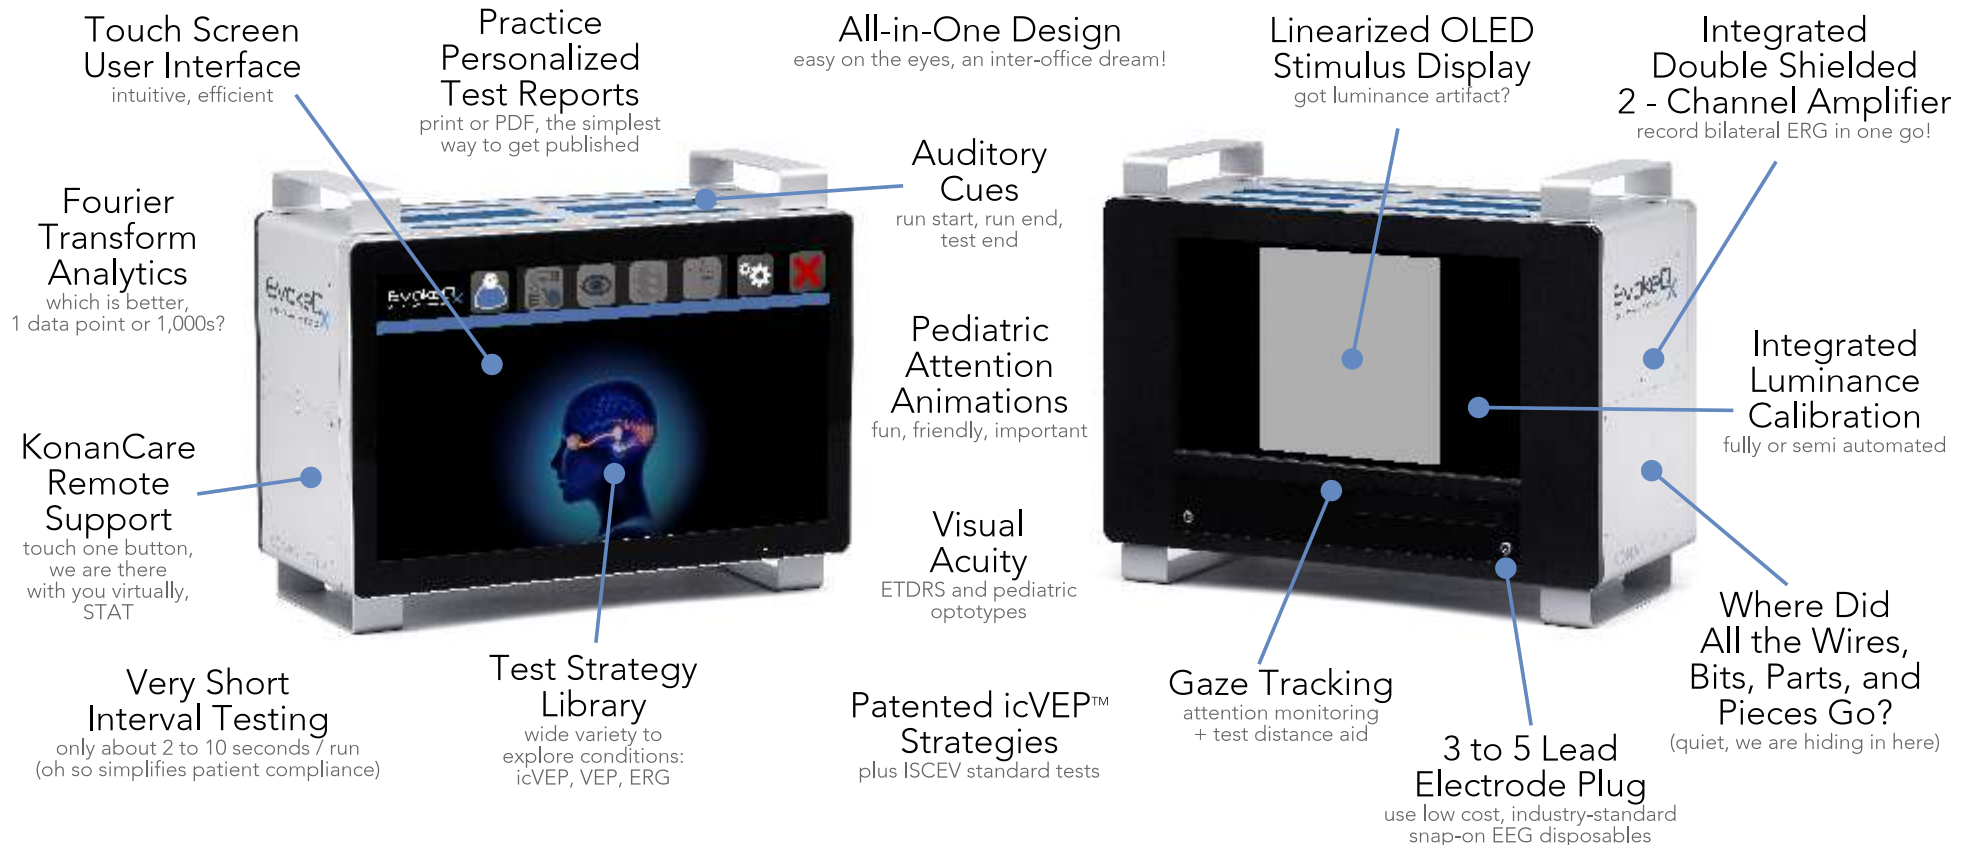 Touch Screen
User Interface
intuitive, efficient
Practice
Personalized
Test Reports
print or PDF, the simplest
way to get published
All-in-One Design
easy on the eyes, an inter-office dream!
Linearized OLED
Stimulus Display
got luminance artifact?
Integrated
Double Shielded
2 - Channel Amplifier
record bilateral ERG in one go!
Fourier
Transform
Analytics
which is better,
1 data point or 1,000s?
Auditory
Cues
run start, run end,
test end
EvokeDx
EvokeDx
EvokeDx
Pediatric
Attention
Animations
fun, friendly, important
Integrated
Luminance
Calibration
fully or semi automated
KonanCare
Remote
Support
touch one button,
we are there
with you virtually,
STAT
Visual
Acuity
ETDRS and pediatric
optotypes
Where Did
All the Wires,
Bits, Parts, and
Pieces Go?
(quiet, we are hiding in here)
Very Short
Interval Testing
only about 2 to 10 seconds / run
(oh so simplifies patient compliance)
Test Strategy
Library
wide variety to
explore conditions:
icVEP, VEP, ERG
Patented icVEP™
Strategies
plus ISCEV standard tests
Gaze Tracking
attention monitoring
+ test distance aid
3 to 5 Lead
Electrode Plug
use low cost, industry-standard
snap-on EEG disposables